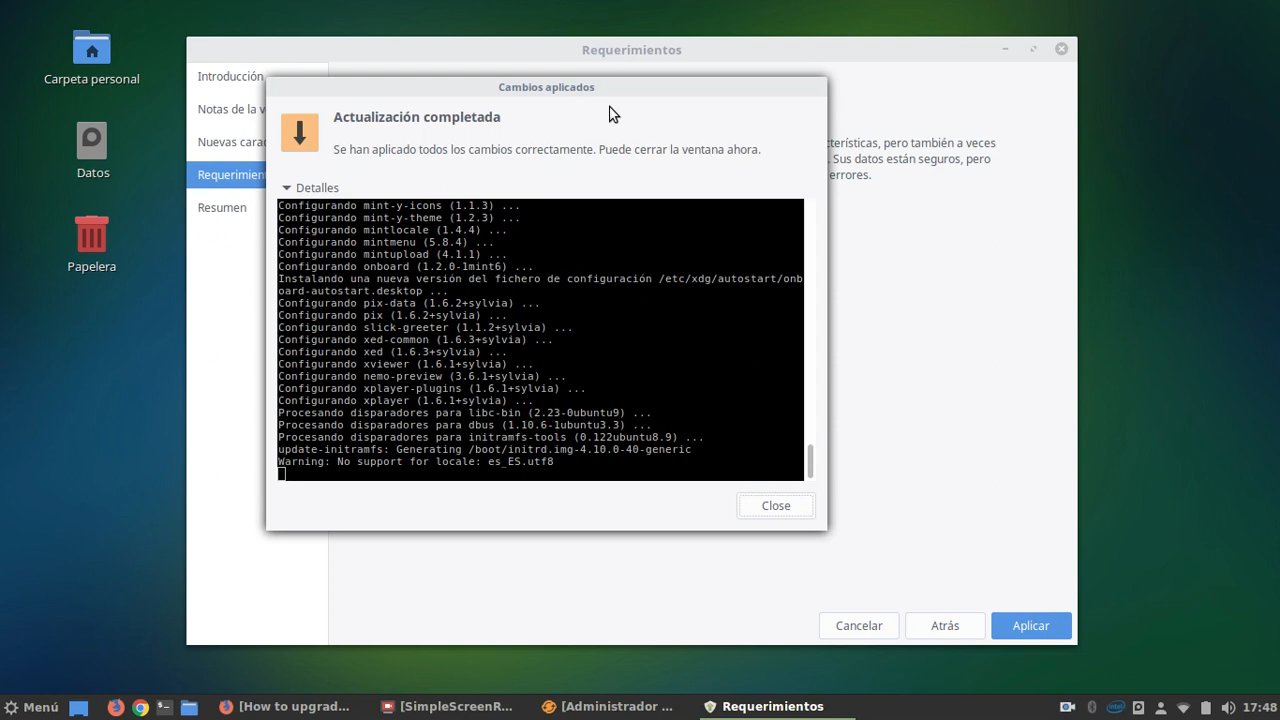 Carpeta personal
Datos
Papelera
Requerimientos
Introducción
Notas de la v
Nuevas carac
Requerimien
Resumen
terísticas, pero también a veces
. Sus datos están seguros, pero
errores.
Cambios aplicados
Actualización completada
Se han aplicado todos los cambios correctamente. Puede cerrar la ventana ahora.
Detalles
Configurando mint-y-icons (1.1.3) ...
Configurando mint-y-theme (1.2.3) ...
Configurando mintlocale (1.4.4) ...
Configurando mintmenu (5.8.4) ...
Configurando mintupload (4.1.1) ...
Configurando onboard (1.2.0-1mint6) ...
Instalando una nueva versión del fichero de configuración /etc/xdg/autostart/onb
oard-autostart.desktop ...
Configurando pix-data (1.6.2+sylvia) ...
Configurando pix (1.6.2+sylvia) ...
Configurando slick-greeter (1.1.2+sylvia) ...
Configurando xed-common (1.6.3+sylvia) ...
Configurando xed (1.6.3+sylvia) ...
Configurando xviewer (1.6.1+sylvia) ...
Configurando nemo-preview (3.6.1+sylvia) ...
Configurando xplayer-plugins (1.6.1+sylvia) ...
Configurando xplayer (1.6.1+sylvia) ...
Procesando disparadores para libc-bin (2.23-0ubuntu9) ...
Procesando disparadores para dbus (1.10.6-1ubuntu3.3) ...
Procesando disparadores para initramfs-tools (0.122ubuntu8.9) ...
update-initramfs: Generating /boot/initrd.img-4.10.0-40-generic
Warning: No support for locale: es_ES.utf8
Close
Cancelar
Atrás
Aplicar
Menú
[How to upgrad...
[SimpleScreenR...
[Administrador ...
Requerimientos
17:48